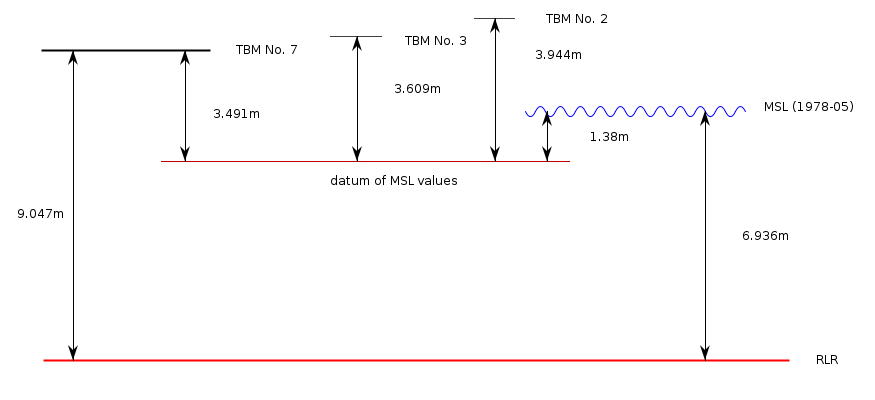 TBM No. 2
TBM No. 3
TBM No. 7
3.944m
3.609m
MSL (1978-05)
3.491m
1.38m
datum of MSL values
9.047m
6.936m
RLR